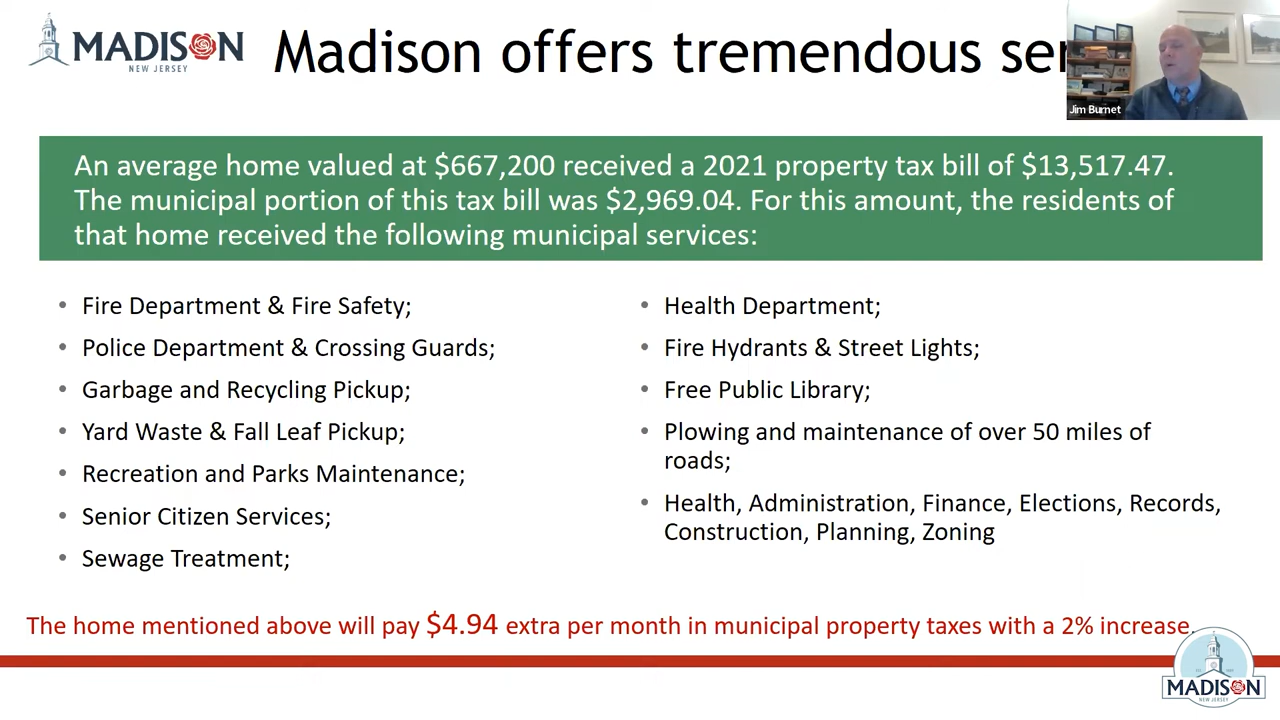 MADISON
NEW JERSEY
Madison offers tremendous ser
Jim Burnet
An average home valued at $667,200 received a 2021 property tax bill of $13,517.47.
The municipal portion of this tax bill was $2,969.04. For this amount, the residents of
that home received the following municipal services:
• Fire Department & Fire Safety;
• Police Department & Crossing Guards;
• Garbage and Recycling Pickup;
• Yard Waste & Fall Leaf Pickup;
• Recreation and Parks Maintenance;
• Senior Citizen Services;
• Sewage Treatment;
• Health Department;
• Fire Hydrants & Street Lights;
• Free Public Library;
• Plowing and maintenance of over 50 miles of
roads;
• Health, Administration, Finance, Elections, Records,
Construction, Planning, Zoning
The home mentioned above will pay $4.94 extra per month in municipal property taxes with a 2% increase.
MADISON
NEW JERSEY